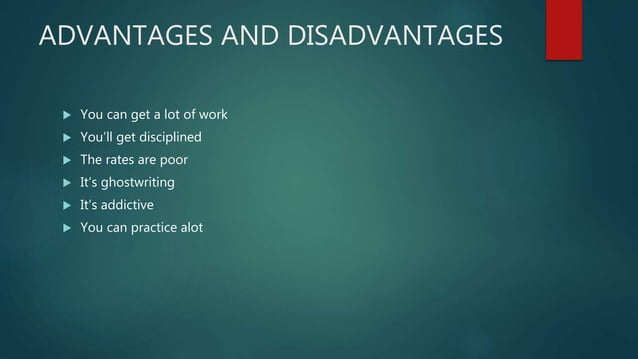 ADVANTAGES AND DISADVANTAGES
You can get a lot of work
You'll get disciplined
The rates are poor
It's ghostwriting
It's addictive
You can practice alot